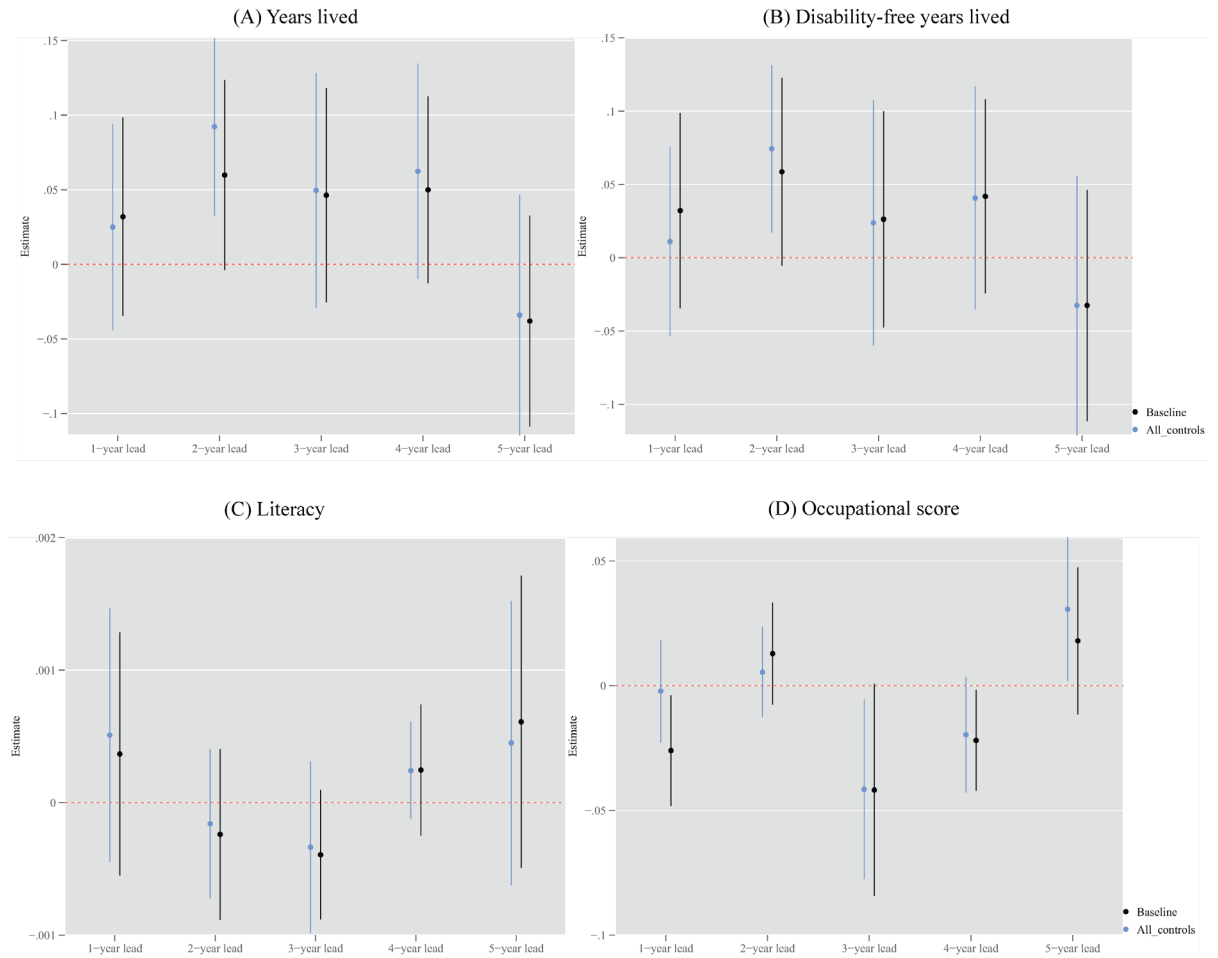 (A) Years lived
(B) Disability-free years lived
.15
.1
.05
0
−.05
−.1
Estimate
1−year lead
2−year lead
3−year lead
4−year lead
5−year lead
.15
.1
.05
0
−.05
−.1
Estimate
1−year lead
2−year lead
3−year lead
4−year lead
5−year lead
Baseline
All_controls
(C) Literacy
(D) Occupational score
.002
.001
0
−.001
Estimate
1−year lead
2−year lead
3−year lead
4−year lead
5−year lead
.05
0
−.05
−.1
Estimate
1−year lead
2−year lead
3−year lead
4−year lead
5−year lead
Baseline
All_controls